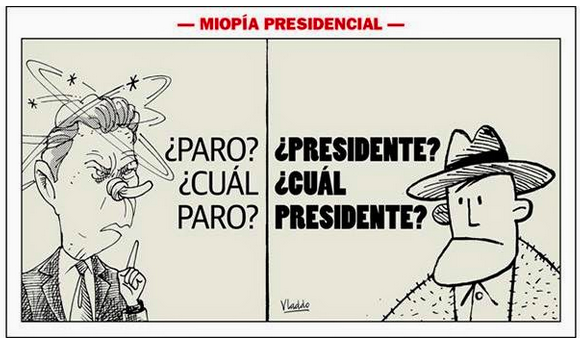 — MIOPÍA PRESIDENCIAL —
¿PARO?
¿CUÁL
PARO?
¿PRESIDENTE?
¿CUÁL
PRESIDENTE?
Vladdo